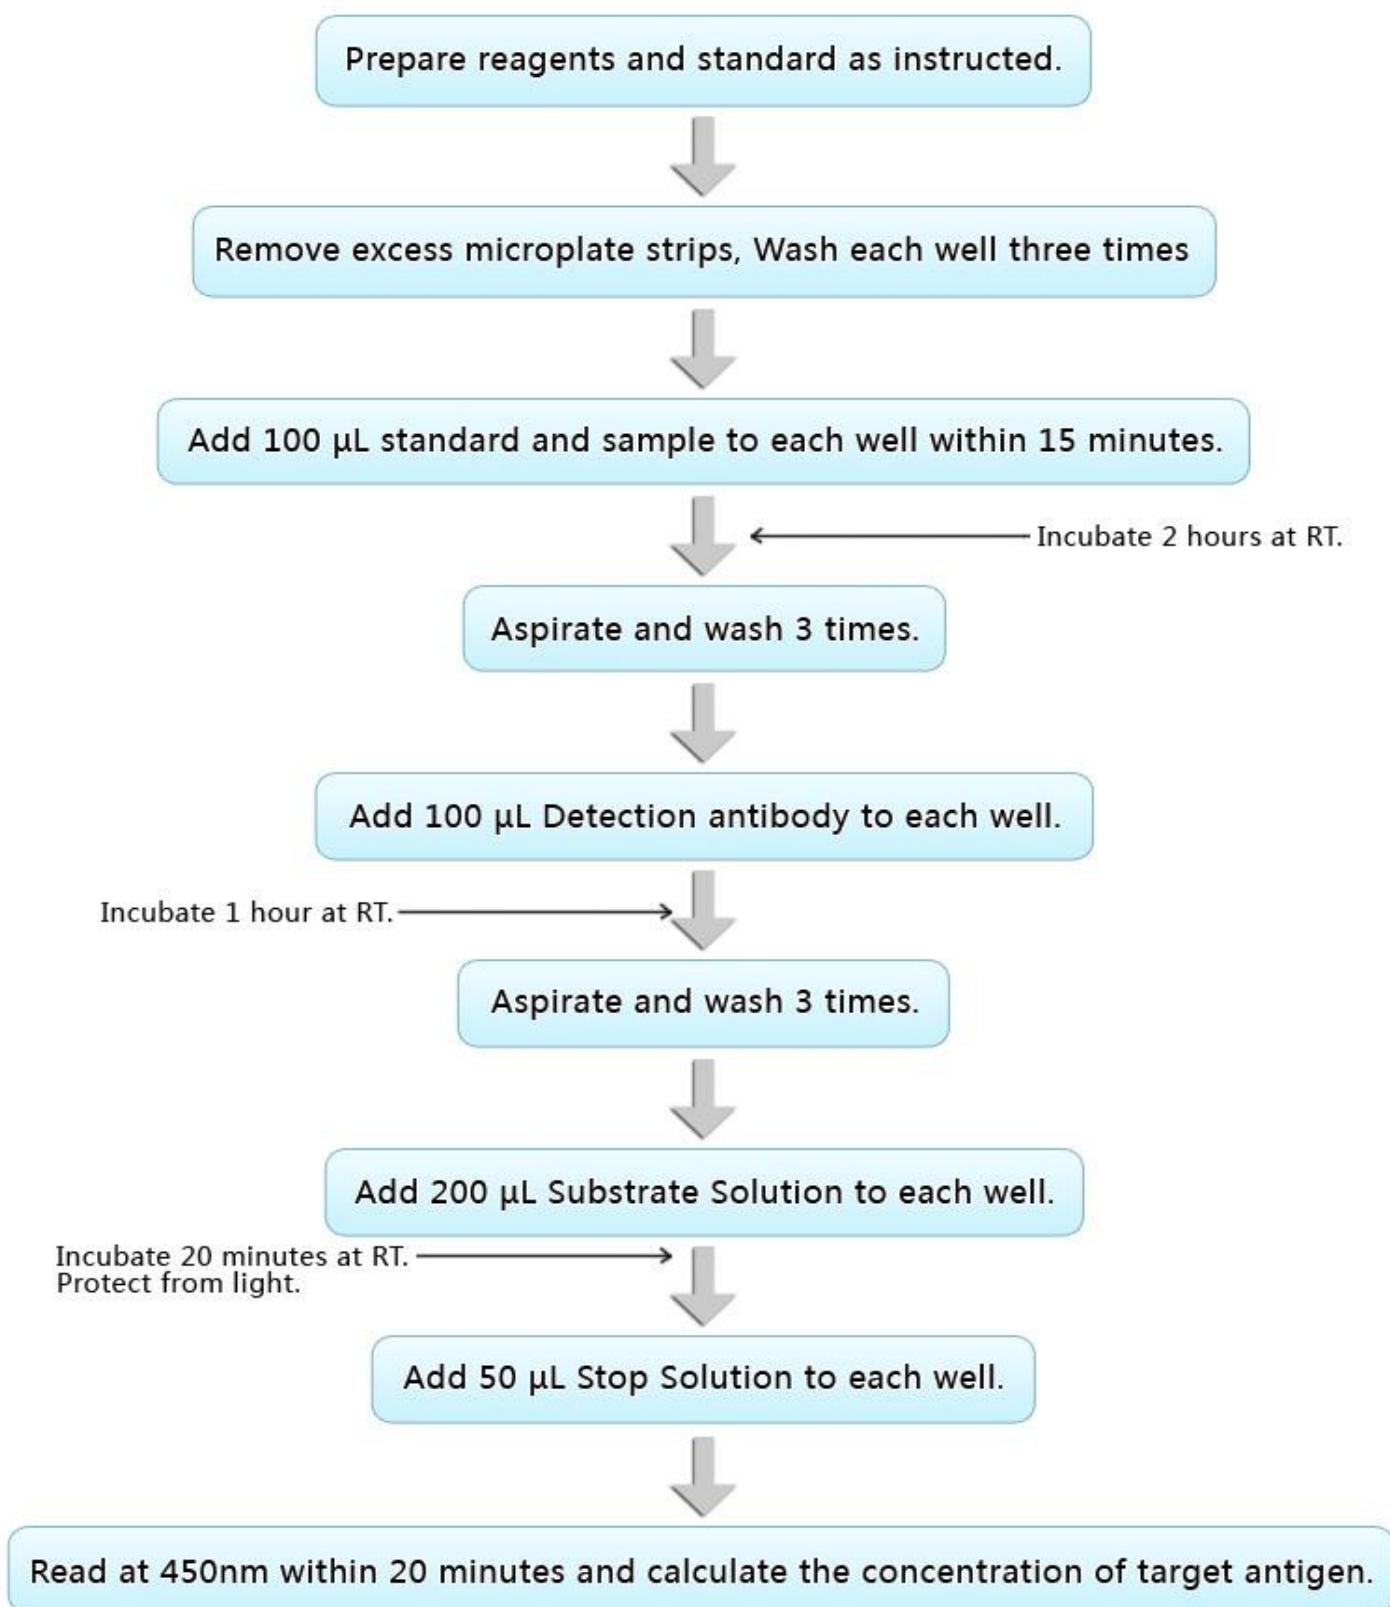 Prepare reagents and standard as instructed.
Remove excess microplate strips, Wash each well three times
Add 100 μL standard and sample to each well within 15 minutes.
Incubate 2 hours at RT.
Aspirate and wash 3 times.
Add 100 μL Detection antibody to each well.
Incubate 1 hour at RT.
Aspirate and wash 3 times.
Add 200 μL Substrate Solution to each well.
Incubate 20 minutes at RT.
Protect from light.
Add 50 μL Stop Solution to each well.
Read at 450nm within 20 minutes and calculate the concentration of target antigen.